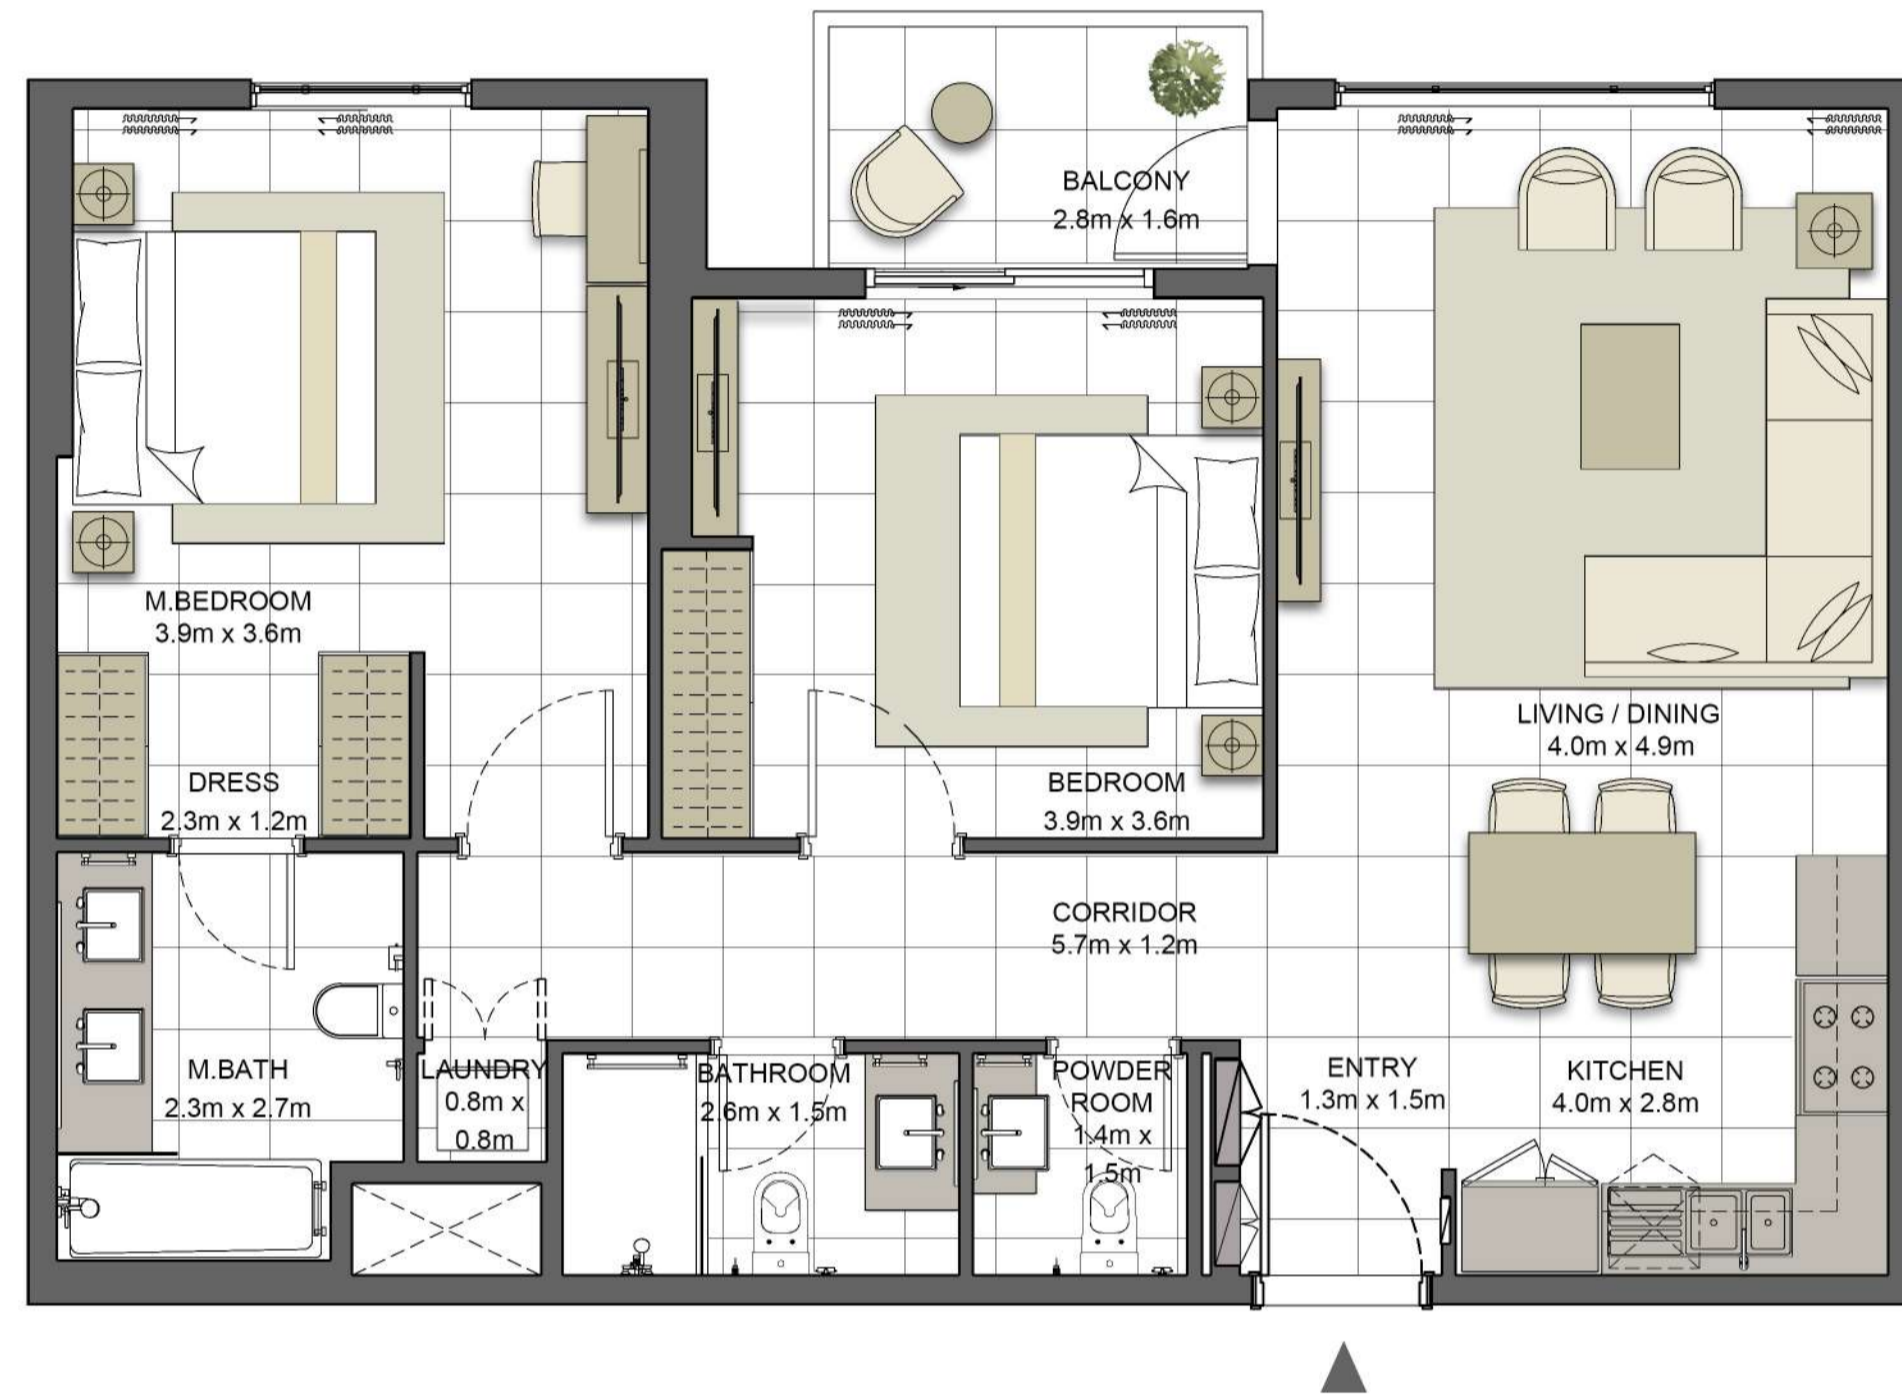 BALCONY
2.8m x 1.6m
M.BEDROOM
3.9m x 3.6m
LIVING / DINING
4.0m x 4.9m
DRESS
2.3m x 1.2m
BEDROOM
3.9m x 3.6m
CORRIDOR
5.7m x 1.2m
M.BATH
2.3m x 2.7m
LAUNDRY
0.8m x
0.8m
BATHROOM
2.6m x 1.5m
POWDER
ROOM
1.4m x
1.5m
ENTRY
1.3m x 1.5m
KITCHEN
4.0m x 2.8m